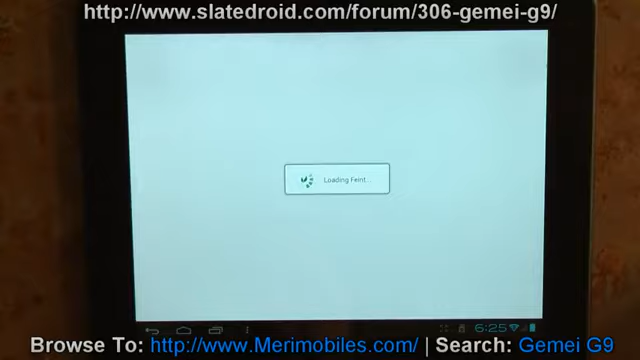 http://www.slatedroid.com/forum/306-gemei-g9/
Loading Feint...
6:25
Browse To: http://www.Merimobiles.com/ | Search: Gemei G9